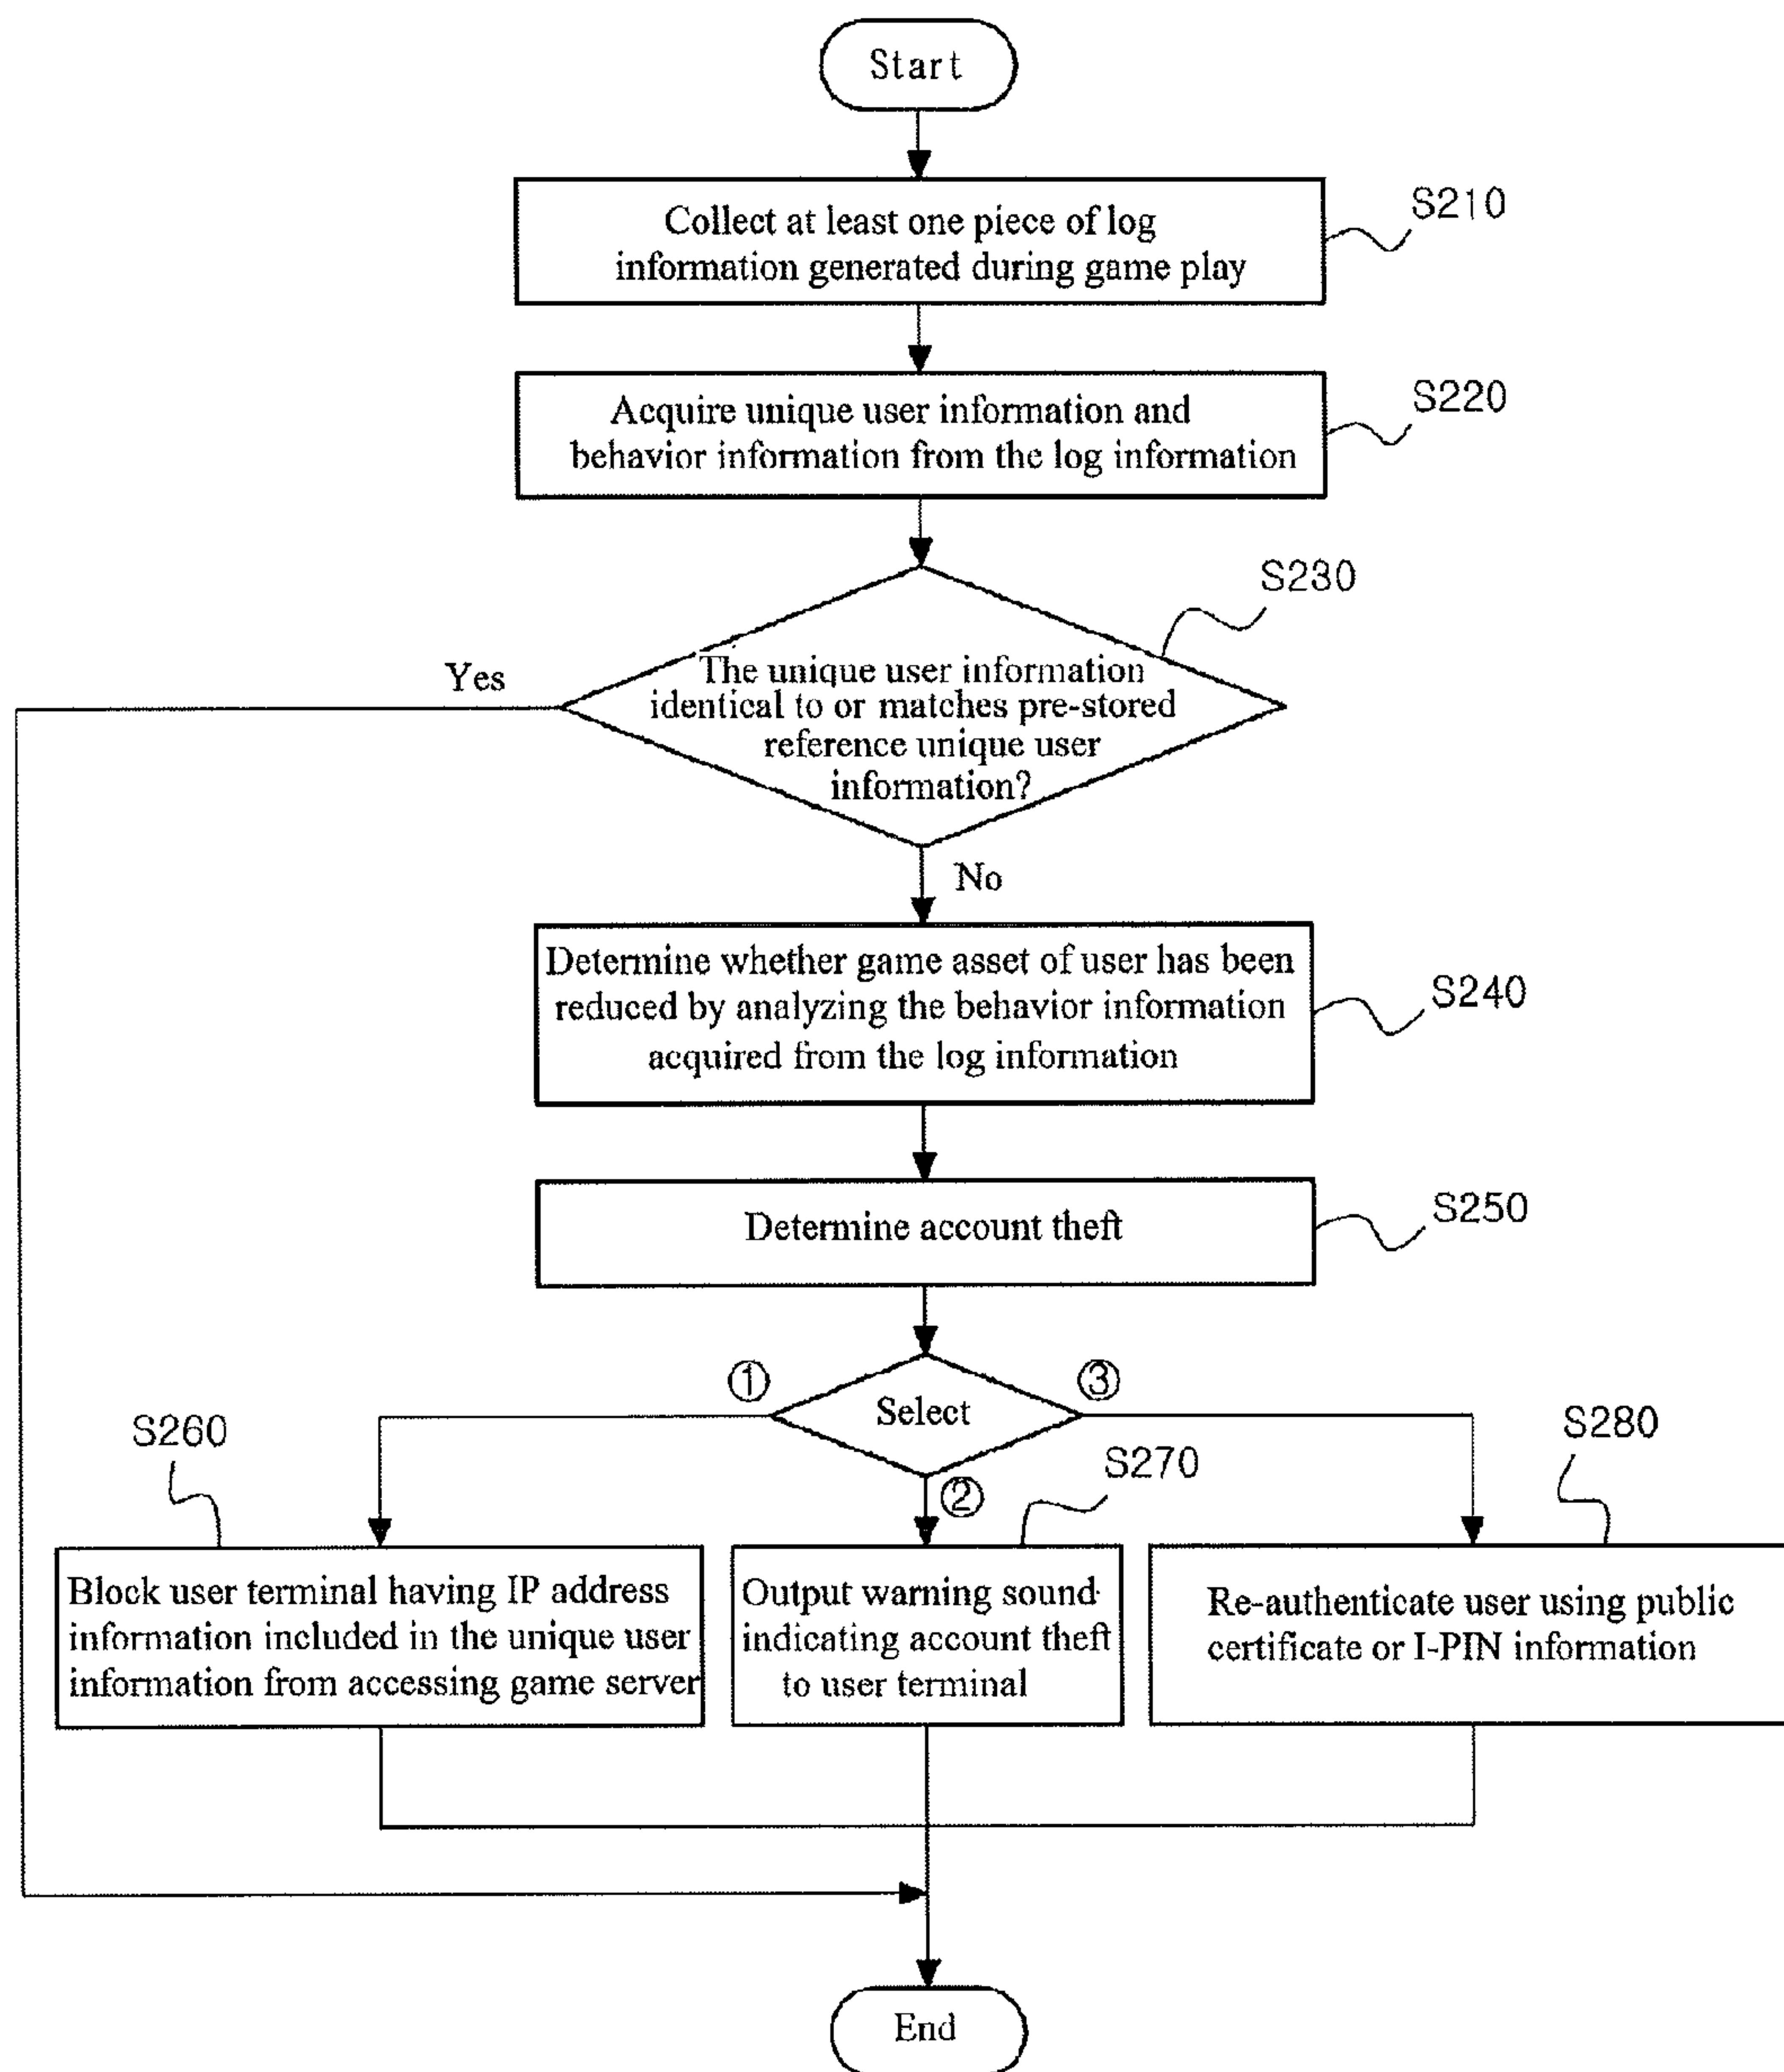 Start
Collect at least one piece of log
information generated during game play
S210
Acquire unique user information and
behavior information from the log information
S220
S230
Yes
The unique user information
identical to or matches pre-stored
reference unique user
information?
No
Determine whether game asset of user has been
reduced by analyzing the behavior information
acquired from the log information
S240
Determine account theft
S250
①
Select
③
②
S260
S270
S280
Block user terminal having IP address
information included in the unique user
information from accessing game server
Output warning sound
indicating account theft
to user terminal
Re-authenticate user using public
certificate or I-PIN information
End